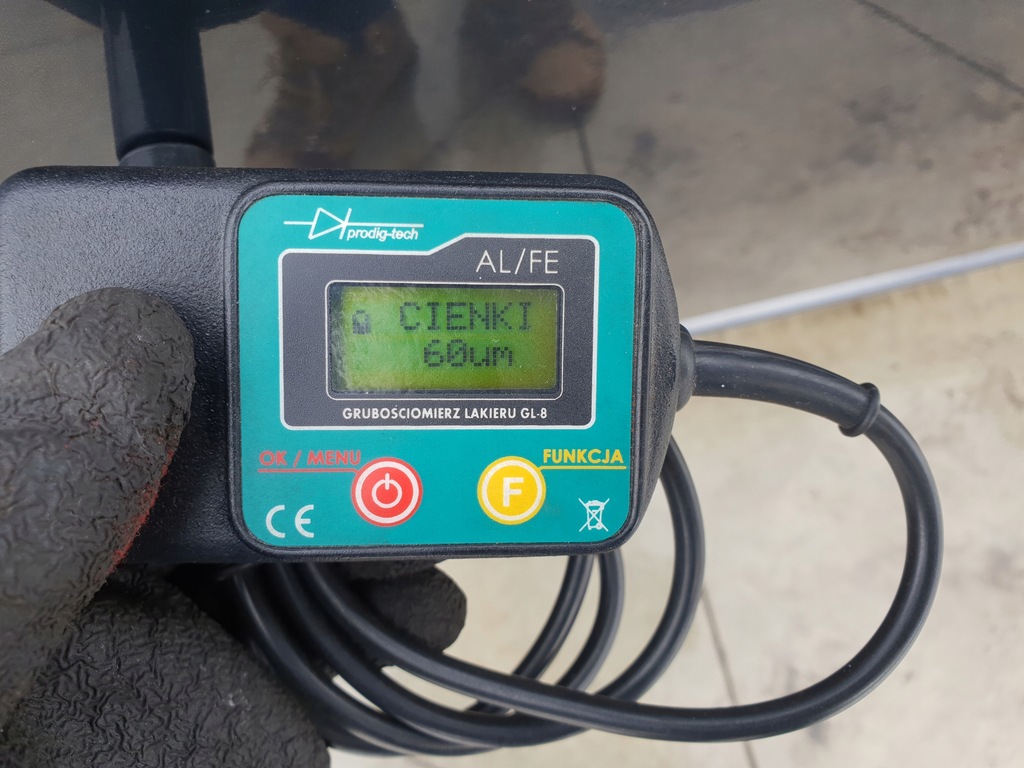 prodig-tech
AL/FE
CIENKI
60um
GRUBOŚCIOMIERZ LAKIERU GL-8
OK / MENU
FUNKCJA
F
CE